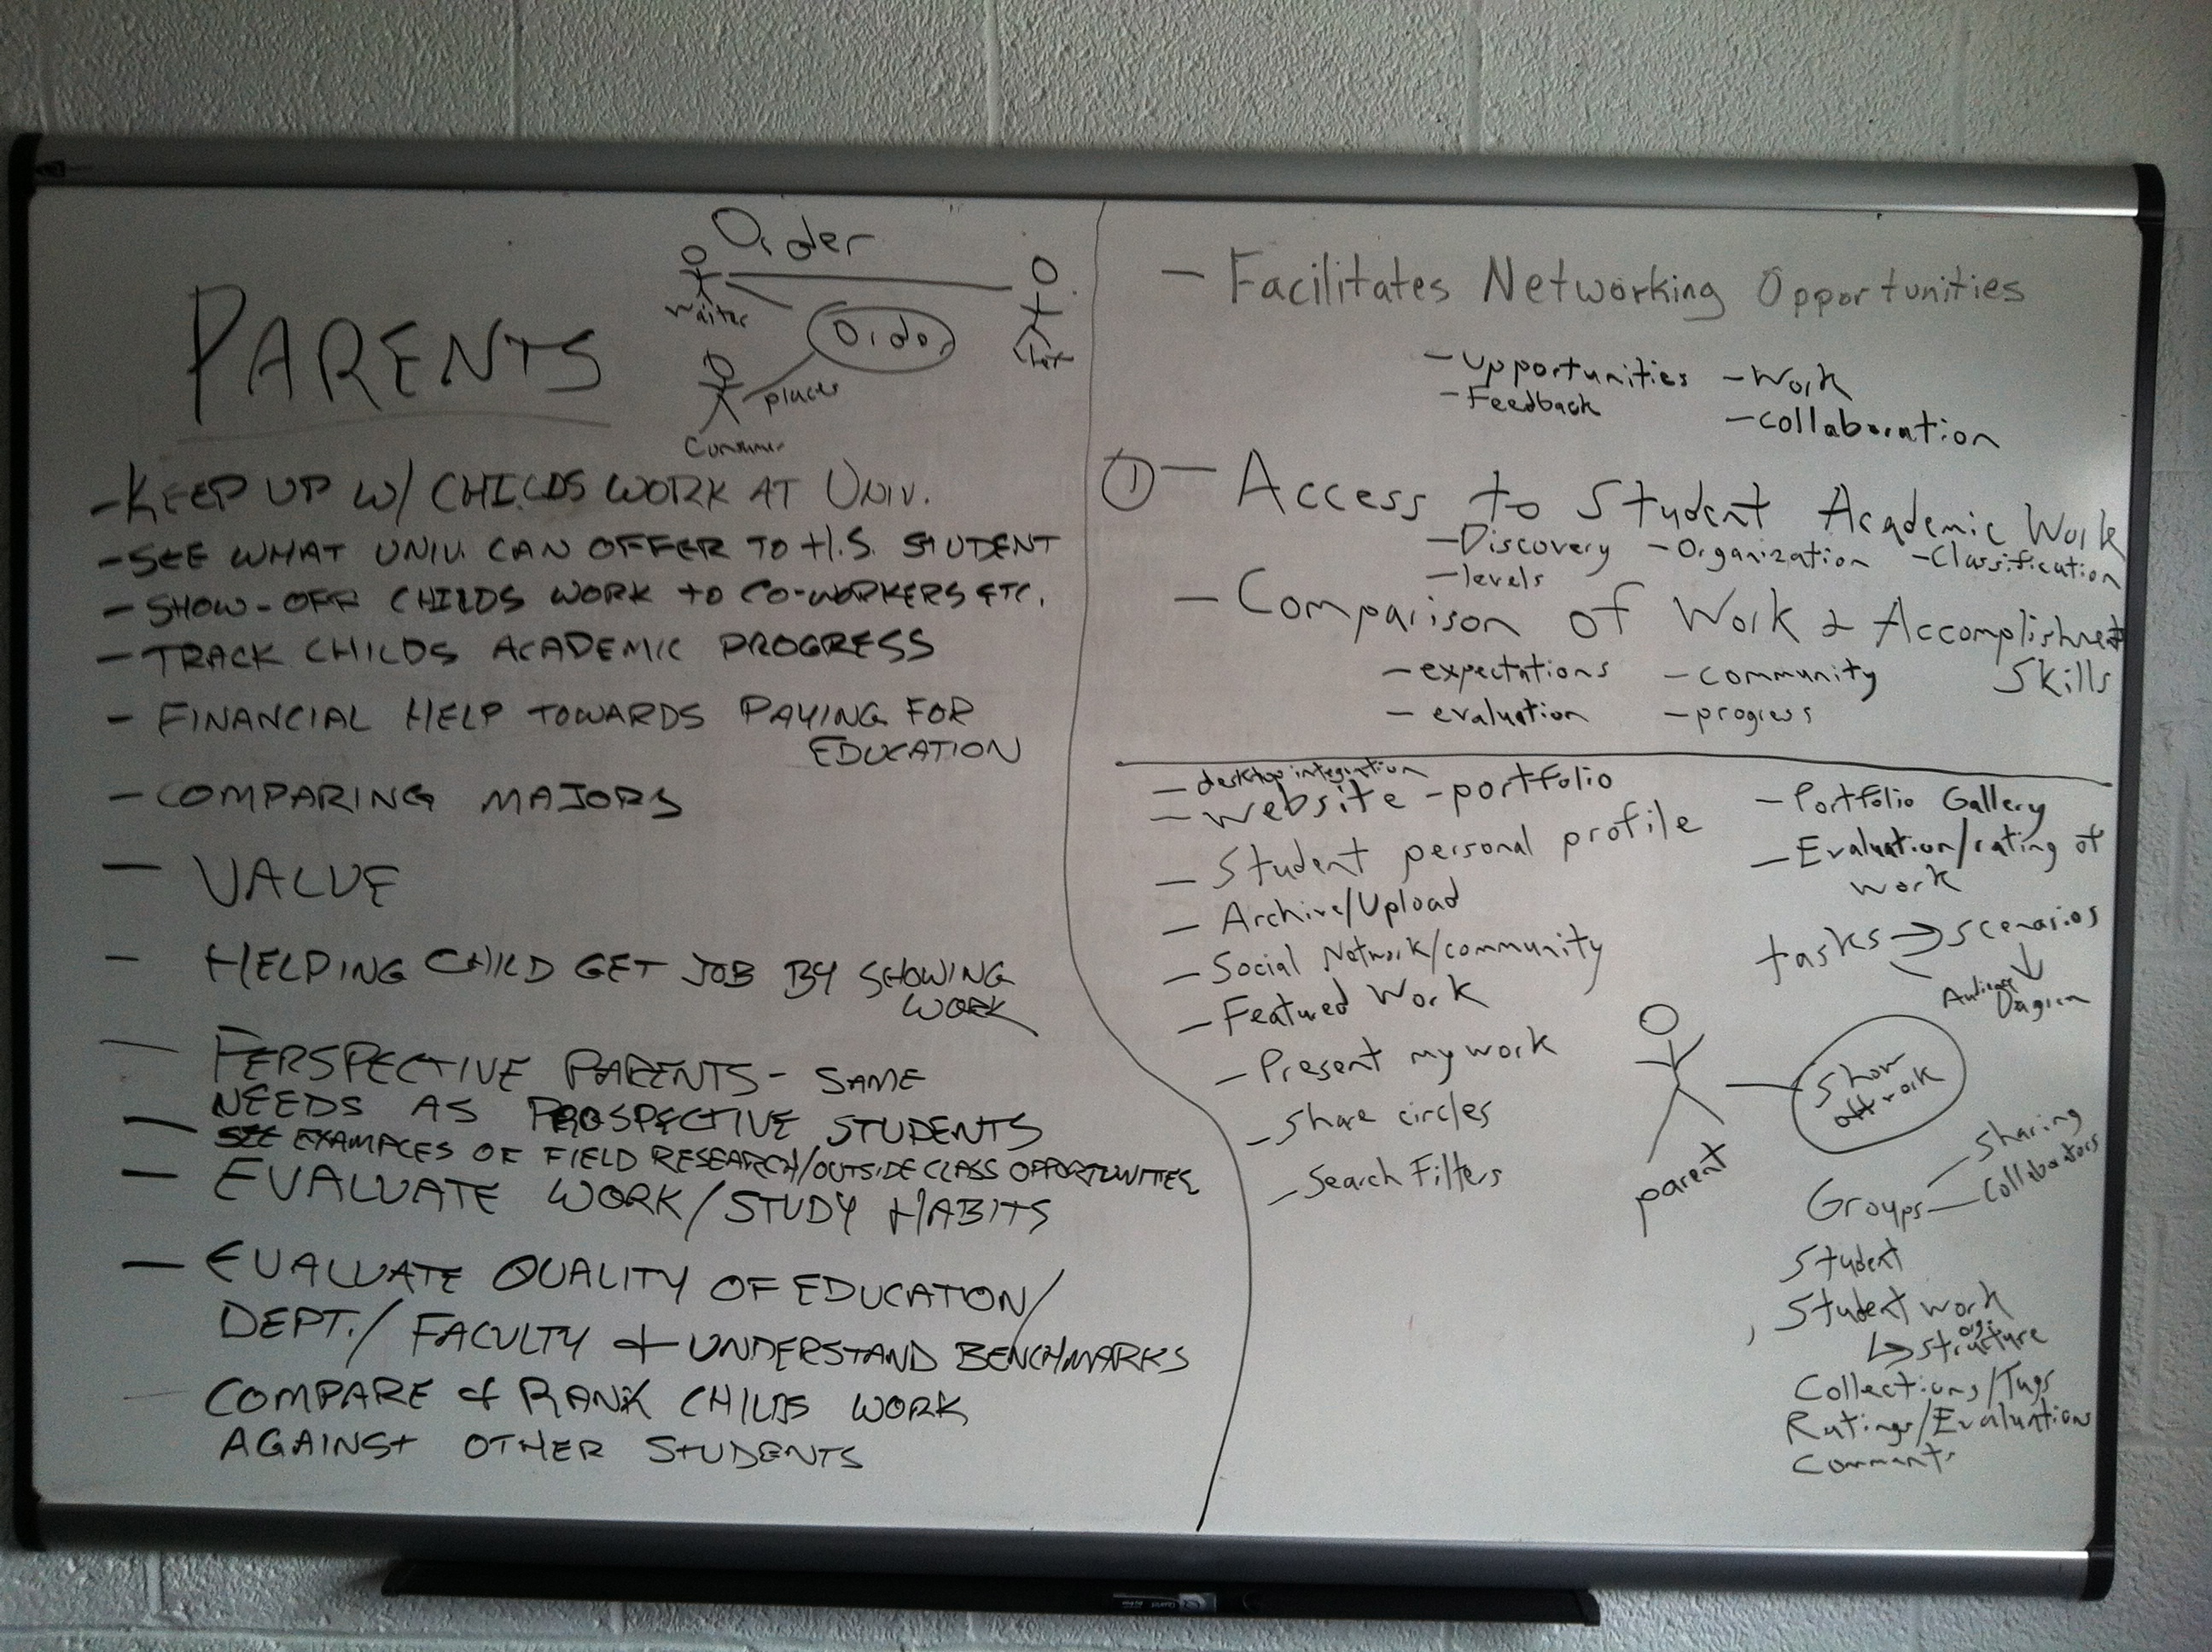 PARENTS
Order
Waiter
Order
places
Consumer
- KEEP UP W/ CHILDS WORK AT UNIV.
- SEE WHAT UNIV. CAN OFFER TO H.S. STUDENT
- SHOW-OFF CHILDS WORK TO CO-WORKERS ETC.
- TRACK CHILDS ACADEMIC PROGRESS
- FINANCIAL HELP TOWARDS PAYING FOR
EDUCATION
- COMPARING MAJORS
- VALUE
- HELPING CHILD GET JOB BY SHOWING
WORK
- PERSPECTIVE PARENTS - SAME
NEEDS AS PROSPECTIVE STUDENTS
- SEE EXAMPLES OF FIELD RESEARCH/OUTSIDE CLASS OPPORTUNITIES
- EVALUATE WORK/STUDY HABITS
- EVALUATE QUALITY OF EDUCATION/
DEPT./FACULTY + UNDERSTAND BENCHMARKS
- COMPARE & RANK CHILDS WORK
AGAINST OTHER STUDENTS
- Facilitates Networking Opportunities
- opportunities - Work
- Feedback
- collaboration
① - Access to Student Academic Work
- Discovery - Organization - Classification
- levels
- Comparison of Work & Accomplishment
Skills
- expectations - community
- evaluation - progress
- desktop integration
- website - portfolio
- Student personal profile
- Archive/Upload
- Social Network/community
- Featured Work
- Present my work
- Share circles
- Search Filters
- Portfolio Gallery
- Evaluation/rating of
work
tasks → scenarios
Show
off work
parent
Groups
Sharing
Collaborators
Student
Student work
org.
↳ structure
Collections/Tags
Ratings/Evaluations
Comments